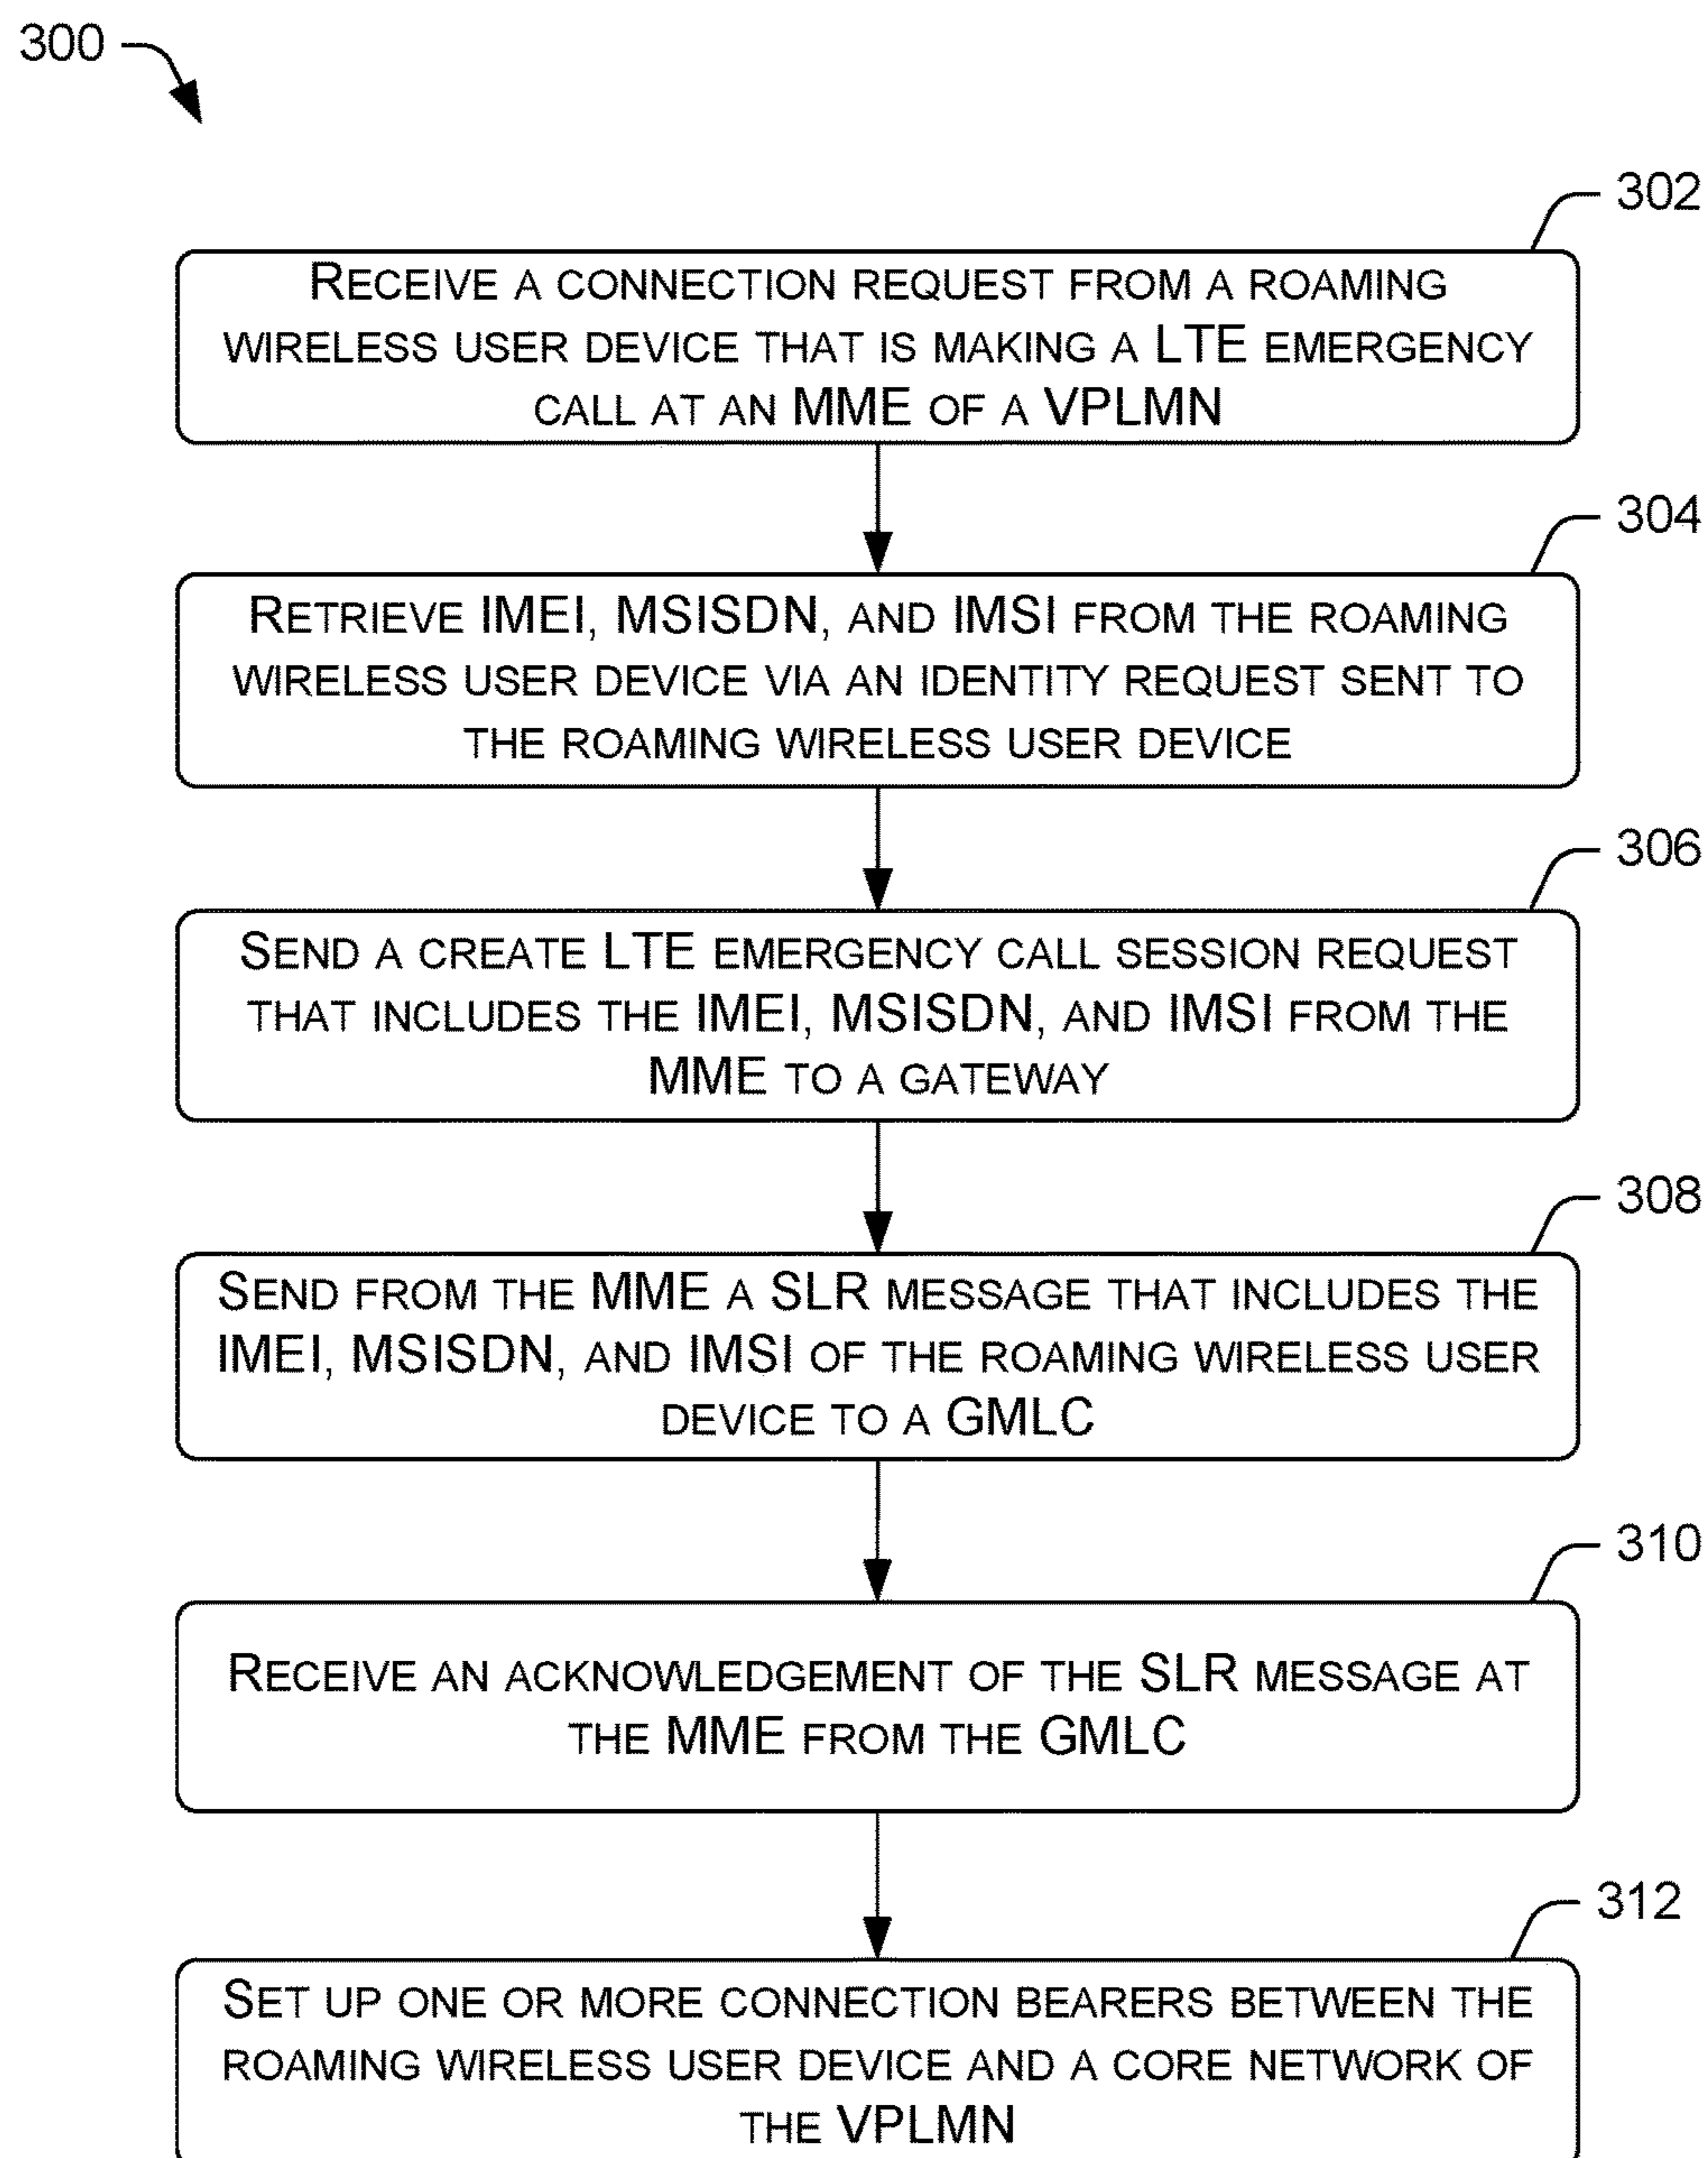 300
302
RECEIVE A CONNECTION REQUEST FROM A ROAMING
WIRELESS USER DEVICE THAT IS MAKING A LTE EMERGENCY
CALL AT AN MME OF A VPLMN
304
RETRIEVE IMEI, MSISDN, AND IMSI FROM THE ROAMING
WIRELESS USER DEVICE VIA AN IDENTITY REQUEST SENT TO
THE ROAMING WIRELESS USER DEVICE
306
SEND A CREATE LTE EMERGENCY CALL SESSION REQUEST
THAT INCLUDES THE IMEI, MSISDN, AND IMSI FROM THE
MME TO A GATEWAY
308
SEND FROM THE MME A SLR MESSAGE THAT INCLUDES THE
IMEI, MSISDN, AND IMSI OF THE ROAMING WIRELESS USER
DEVICE TO A GMLC
310
RECEIVE AN ACKNOWLEDGEMENT OF THE SLR MESSAGE AT
THE MME FROM THE GMLC
312
SET UP ONE OR MORE CONNECTION BEARERS BETWEEN THE
ROAMING WIRELESS USER DEVICE AND A CORE NETWORK OF
THE VPLMN